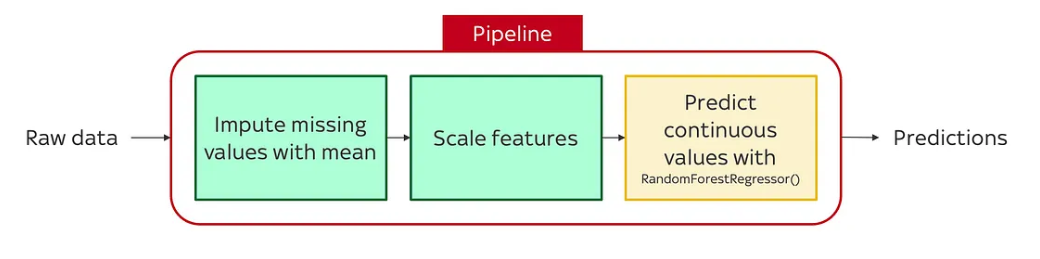 Pipeline
Raw data
Impute missing
values with mean
Scale features
Predict
continuous
values with
RandomForestRegressor()
Predictions